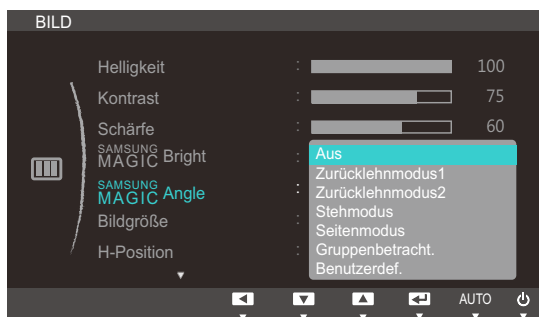 BILD
Helligkeit : 100
Kontrast : 75
Schärfe : 60
SAMSUNG MAGIC Bright :
SAMSUNG MAGIC Angle :
Bildgröße :
H-Position :
Aus
Zurücklehnmodus1
Zurücklehnmodus2
Stehmodus
Seitenmodus
Gruppenbetracht.
Benutzerdef.
AUTO